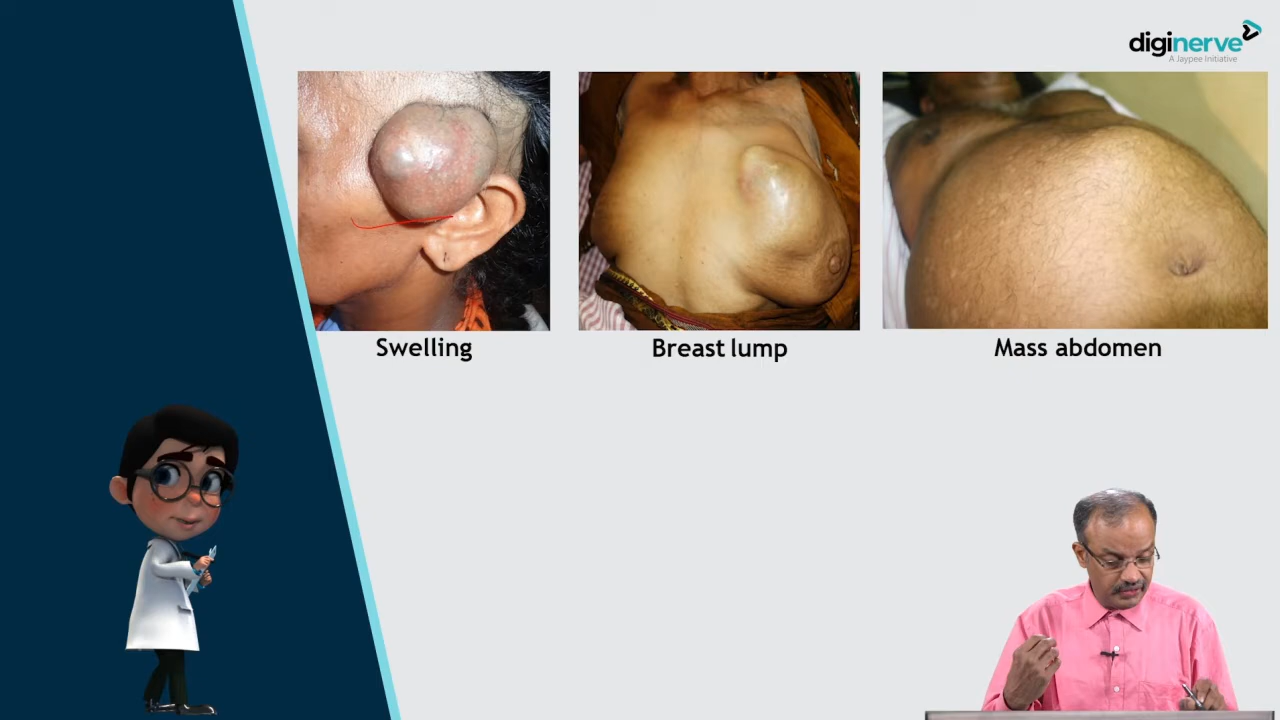 diginerve
A Jaypee Initiative
Swelling
Breast lump
Mass abdomen